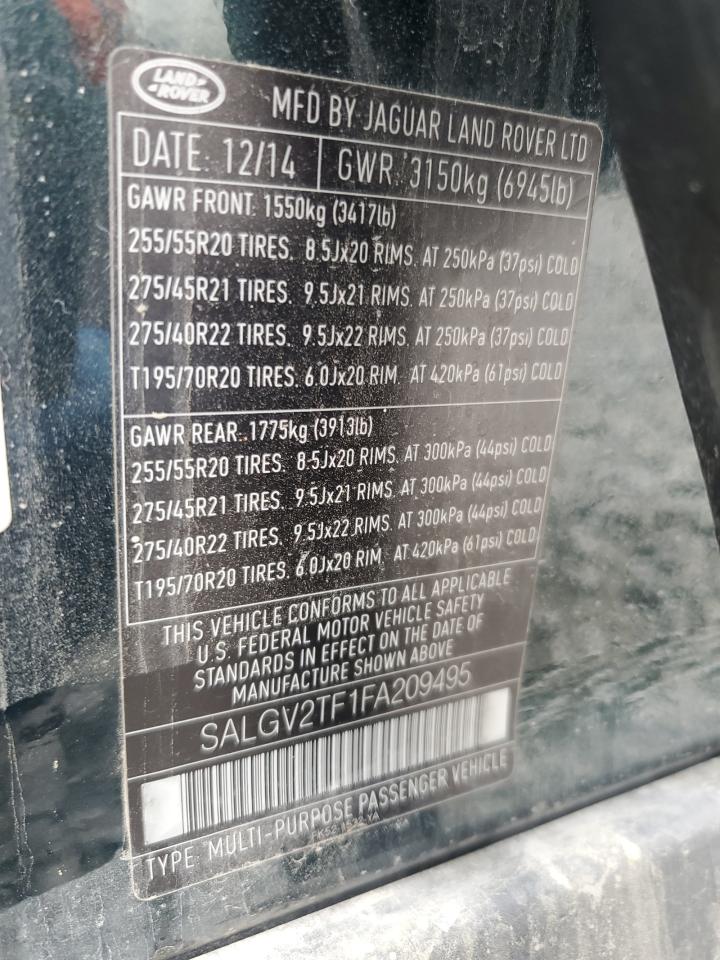 LAND ROVER
MFD BY JAGUAR LAND ROVER LTD
DATE: 12/14 GWR. 3150kg (6945lb)
GAWR FRONT. 1550kg (3417lb)
255/55R20 TIRES. 8.5Jx20 RIMS. AT 250kPa (37psi) COLD
275/45R21 TIRES. 9.5Jx21 RIMS. AT 250kPa (37psi) COLD
275/40R22 TIRES. 9.5Jx22 RIMS. AT 250kPa (37psi) COLD
T195/70R20 TIRES. 6.0Jx20 RIM. AT 420kPa (61psi) COLD
GAWR REAR. 1775kg (3913lb)
255/55R20 TIRES. 8.5Jx20 RIMS. AT 300kPa (44psi) COLD
275/45R21 TIRES. 9.5Jx21 RIMS. AT 300kPa (44psi) COLD
275/40R22 TIRES. 9.5Jx22 RIMS. AT 300kPa (44psi) COLD
T195/70R20 TIRES. 6.0Jx20 RIM. AT 420kPa (61psi) COLD
THIS VEHICLE CONFORMS TO ALL APPLICABLE
U.S. FEDERAL MOTOR VEHICLE SAFETY
STANDARDS IN EFFECT ON THE DATE OF
MANUFACTURE SHOWN ABOVE
SALGV2TF1FA209495
TYPE: MULTI-PURPOSE PASSENGER VEHICLE